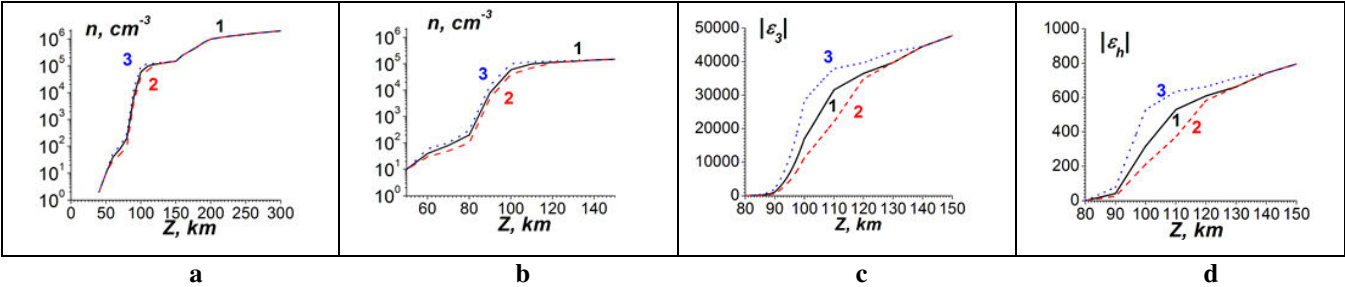 n, cm⁻³
1
3
2
10⁶
10⁵
10⁴
10³
10²
10¹
10⁰
0 50 100 150 200 250 300
Z, km
a
n, cm⁻³
1
3
2
10⁶
10⁵
10⁴
10³
10²
10¹
10⁰
60 80 100 120 140
Z, km
b
|ε₃|
50000
40000
30000
20000
10000
0
3
1
2
80 90 100 110 120 130 140 150
Z, km
c
|εₕ|
1000
800
600
400
200
0
3
1
2
80 90 100 110 120 130 140 150
Z, km
d